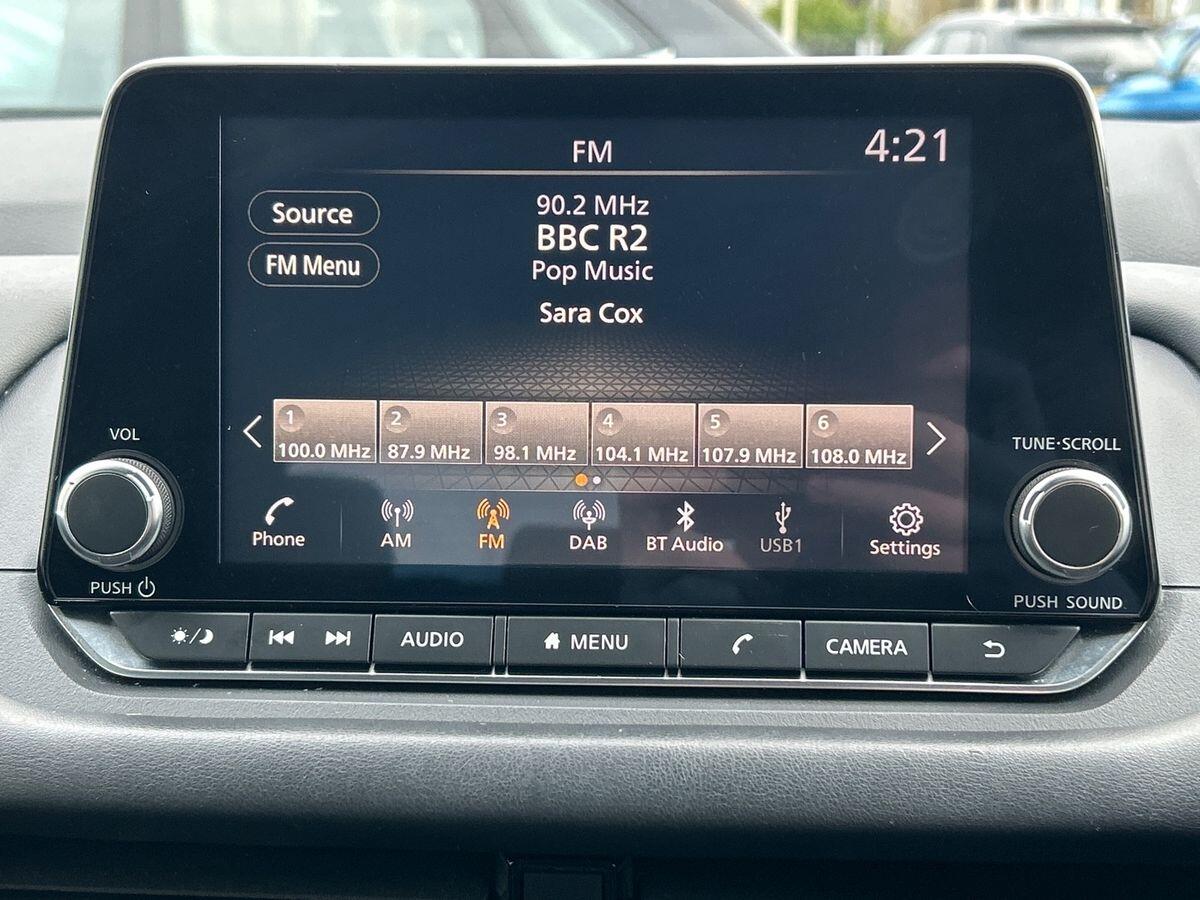 FM
4:21
Source
FM Menu
90.2 MHz
BBC R2
Pop Music
Sara Cox
1
100.0 MHz
2
87.9 MHz
3
98.1 MHz
4
104.1 MHz
5
107.9 MHz
6
108.0 MHz
Phone
AM
FM
DAB
BT Audio
USB1
Settings
VOL
PUSH
TUNE·SCROLL
PUSH SOUND
AUDIO
MENU
CAMERA